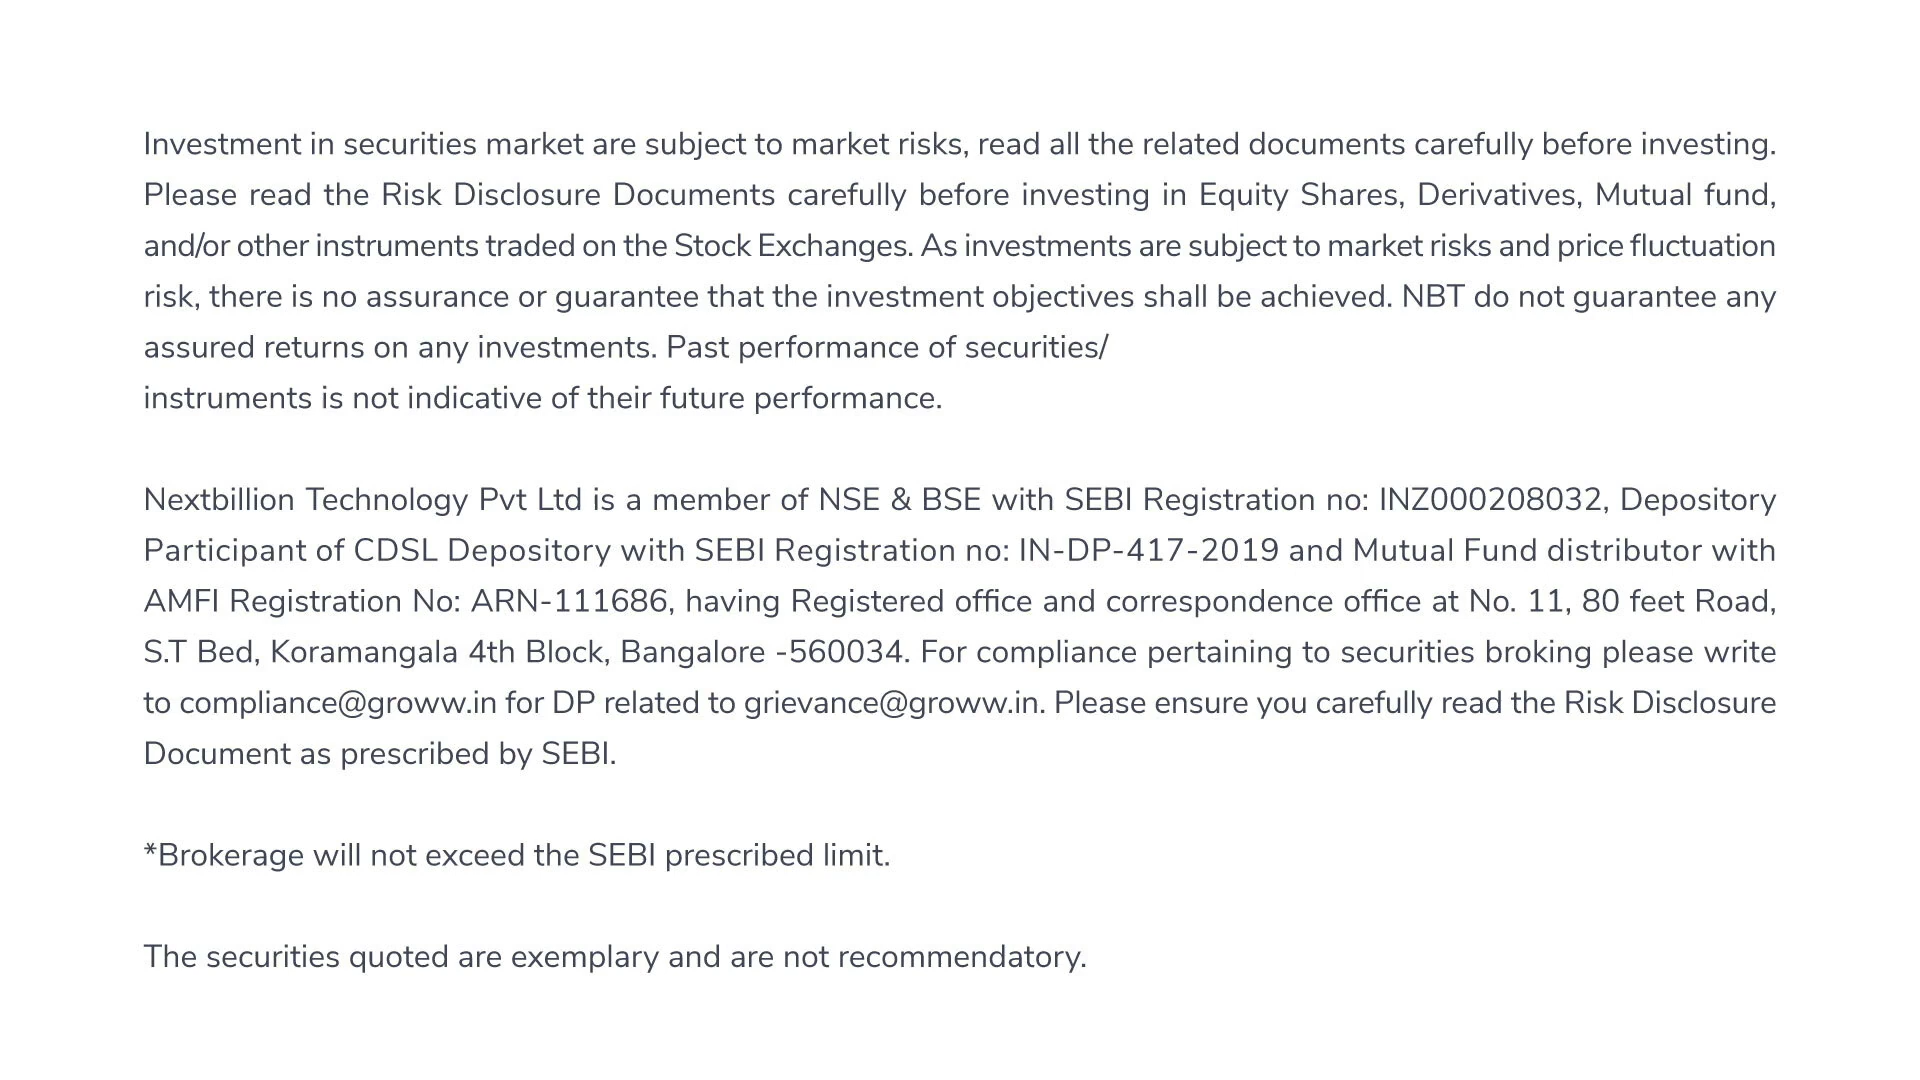 Investment in securities market are subject to market risks, read all the related documents carefully before investing.
Please read the Risk Disclosure Documents carefully before investing in Equity Shares, Derivatives, Mutual fund,
and/or other instruments traded on the Stock Exchanges. As investments are subject to market risks and price fluctuation
risk, there is no assurance or guarantee that the investment objectives shall be achieved. NBT do not guarantee any
assured returns on any investments. Past performance of securities/
instruments is not indicative of their future performance.
Nextbillion Technology Pvt Ltd is a member of NSE & BSE with SEBI Registration no: INZ000208032, Depository
Participant of CDSL Depository with SEBI Registration no: IN-DP-417-2019 and Mutual Fund distributor with
AMFI Registration No: ARN-111686, having Registered office and correspondence office at No. 11, 80 feet Road,
S.T Bed, Koramangala 4th Block, Bangalore -560034. For compliance pertaining to securities broking please write
to compliance@groww.in for DP related to grievance@groww.in. Please ensure you carefully read the Risk Disclosure
Document as prescribed by SEBI.
*Brokerage will not exceed the SEBI prescribed limit.
The securities quoted are exemplary and are not recommendatory.